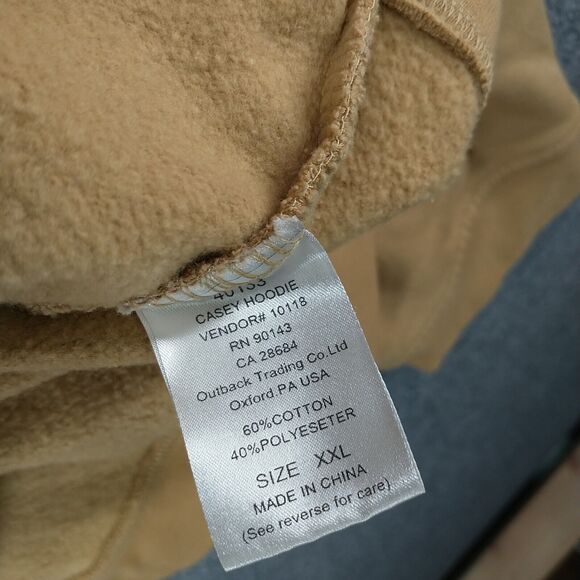 40133
CASEY HOODIE
VENDOR# 10118
RN 90143
CA 28684
Outback Trading Co.Ltd
Oxford.PA USA
60%COTTON
40%POLYESETER
SIZE XXL
MADE IN CHINA
(See reverse for care)